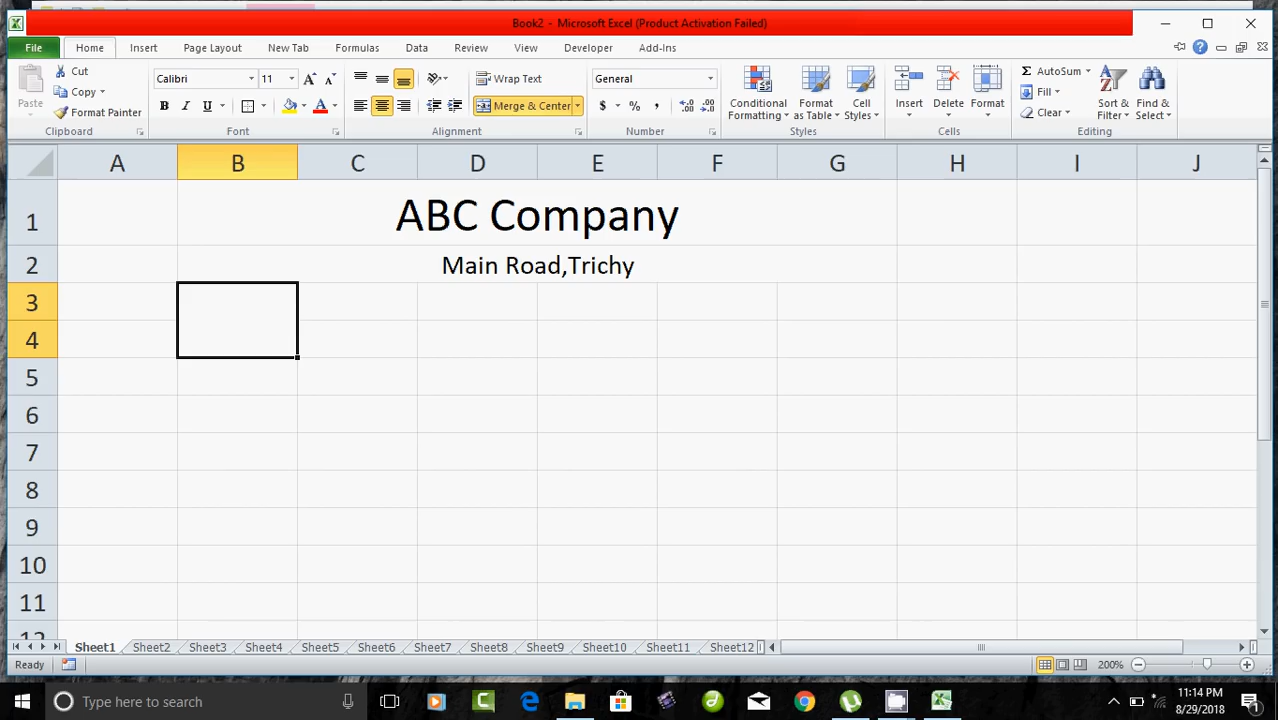 Book2 - Microsoft Excel (Product Activation Failed)
File Home Insert Page Layout New Tab Formulas Data Review View Developer Add-Ins
Paste
Cut
Copy
Format Painter
Clipboard
Calibri 11
B I U
Font
Wrap Text
Merge & Center
Alignment
General
$ % ,
Number
Conditional Formatting
Format as Table
Cell Styles
Styles
Insert
Delete
Format
Cells
Σ AutoSum
Fill
Clear
Sort & Filter
Find & Select
Editing
A B C D E F G H I J
1 ABC Company
2 Main Road,Trichy
3
4
5
6
7
8
9
10
11
12
Sheet1 Sheet2 Sheet3 Sheet4 Sheet5 Sheet6 Sheet7 Sheet8 Sheet9 Sheet10 Sheet11 Sheet12
Ready 200%
Type here to search
11:14 PM
8/29/2018